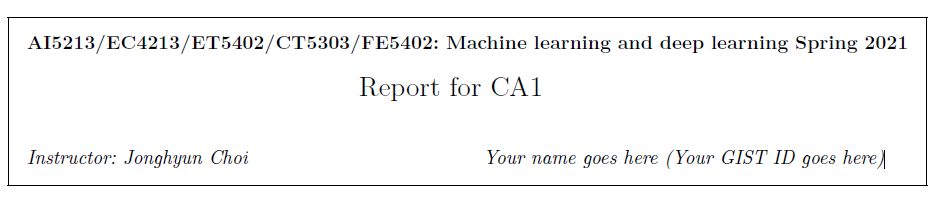 AI5213/EC4213/ET5402/CT5303/FE5402: Machine learning and deep learning Spring 2021
Report for CA1
Instructor: Jonghyun Choi Your name goes here (Your GIST ID goes here)